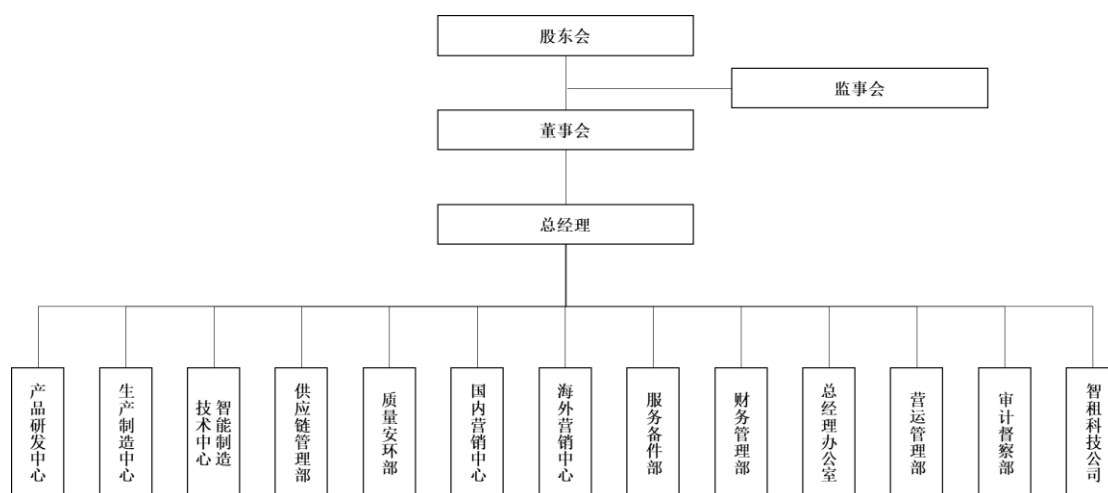 股东会
监事会
董事会
总经理
产品研发中心
生产制造中心
智能制造
技术中心
供应链管理部
质量安环部
国内营销中心
海外营销中心
服务备件部
财务管理部
总经理办公室
营运管理部
审计督察部
智租科技公司